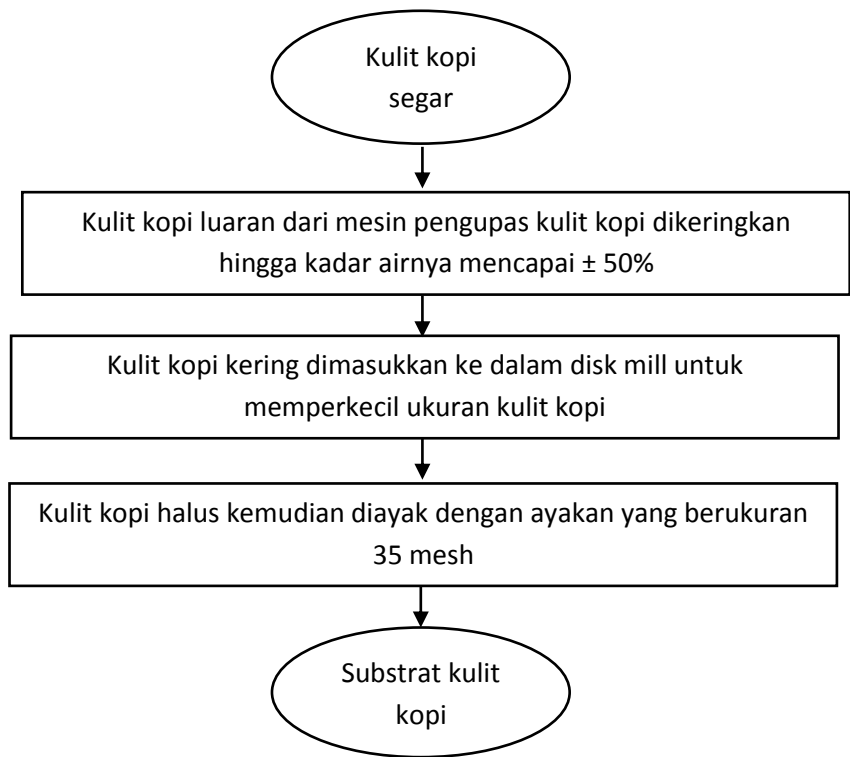 Kulit kopi
segar
Kulit kopi luaran dari mesin pengupas kulit kopi dikeringkan
hingga kadar airnya mencapai ± 50%
Kulit kopi kering dimasukkan ke dalam disk mill untuk
memperkecil ukuran kulit kopi
Kulit kopi halus kemudian diayak dengan ayakan yang berukuran
35 mesh
Substrat kulit
kopi